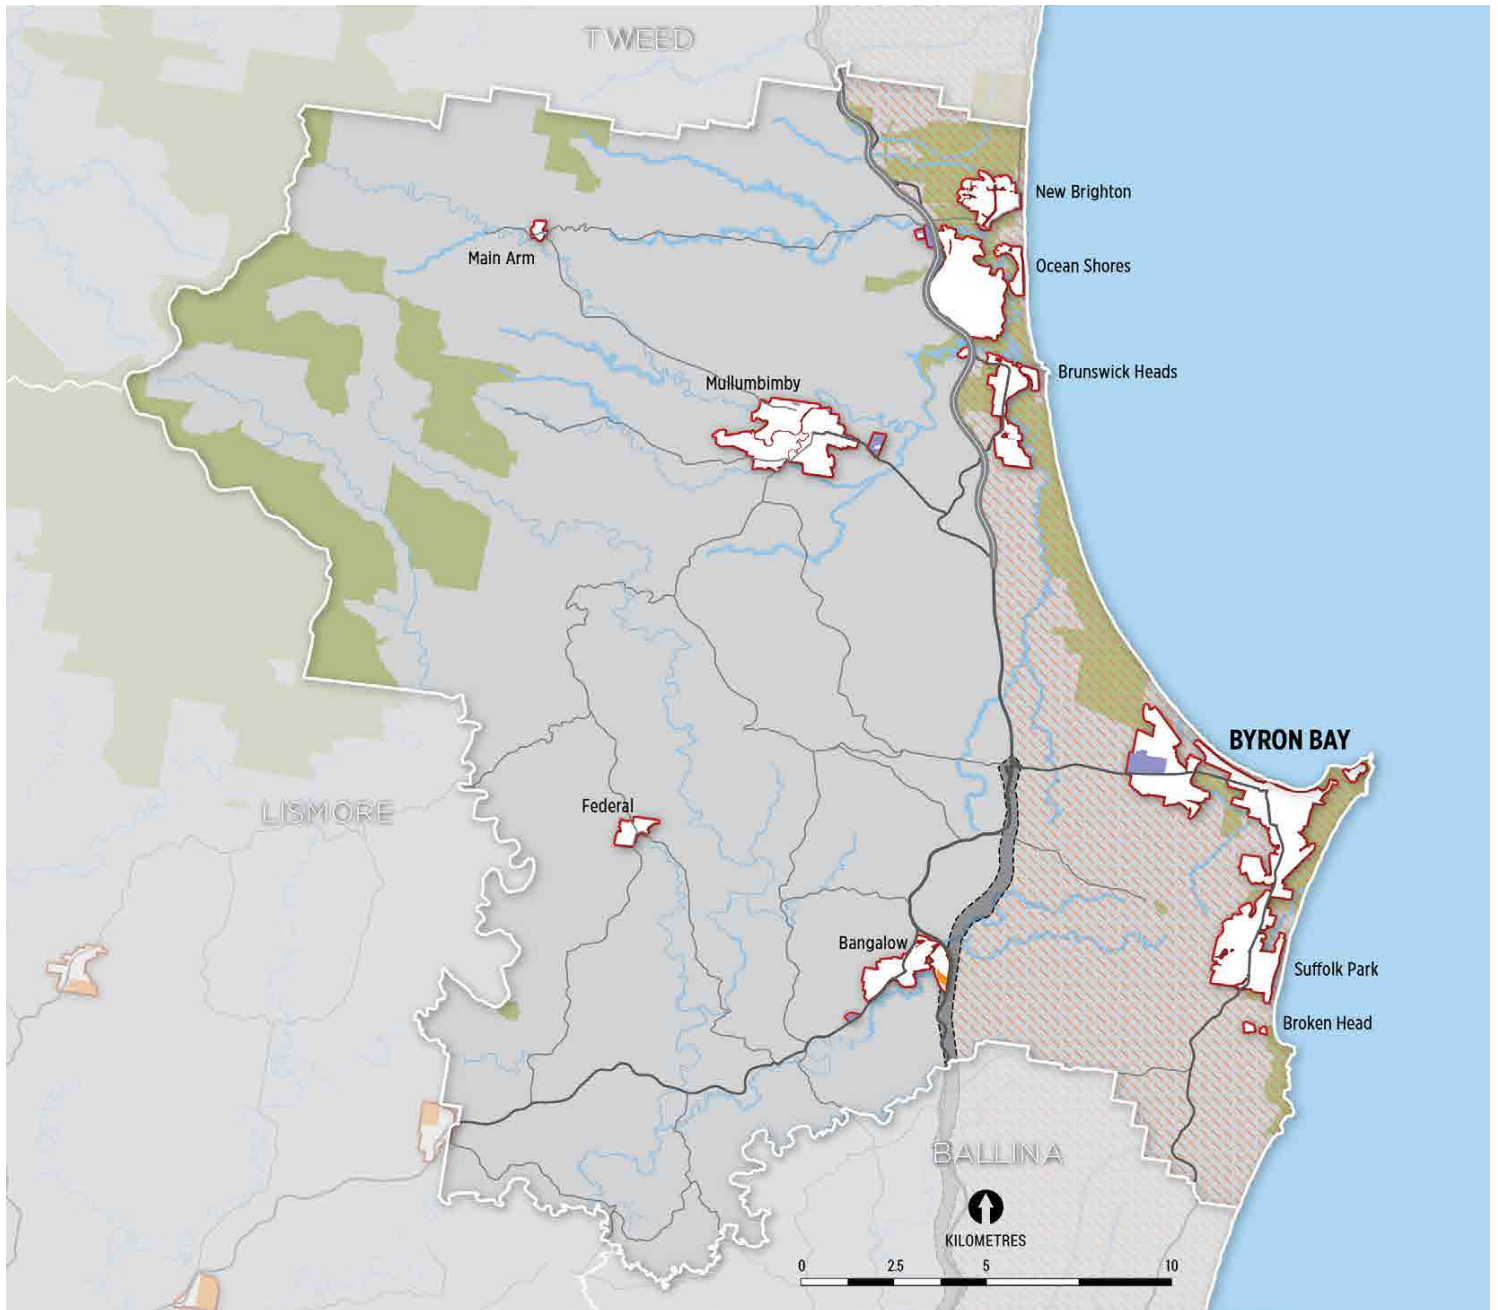 TWEED
New Brighton
Main Arm
Ocean Shores
Brunswick Heads
Mullumbimby
BYRON BAY
Federal
LISMORE
Bangalow
Suffolk Park
Broken Head
BALLINA
KILOMETRES
0 2.5 5 10